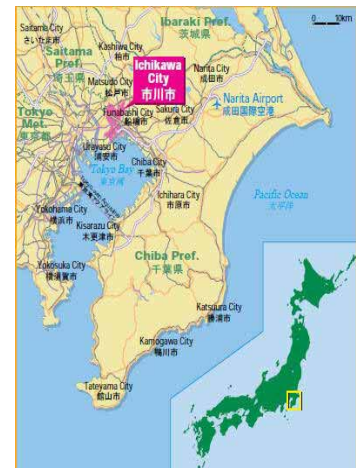 Ibaraki Pref.
茨城県
0 10km
Saitama City
さいたま市
Kashiwa City
柏市
Saitama
Pref.
埼玉県
Matsudo City
松戸市
Ichikawa
City
市川市
Narita City
成田市
Narita Airport
成田国際空港
Tokyo
Met.
東京都
Funabashi City
船橋市
Sakura City
佐倉市
Urayasu City
浦安市
Tokyo Bay
東京湾
Chiba City
千葉市
Pacific Ocean
太平洋
Ichihara City
市原市
Yokohama City
横浜市
Kisarazu City
木更津市
Chiba Pref.
千葉県
Yokosuka City
横須賀市
Katsuura City
勝浦市
Kamogawa City
鴨川市
Tateyama City
館山市